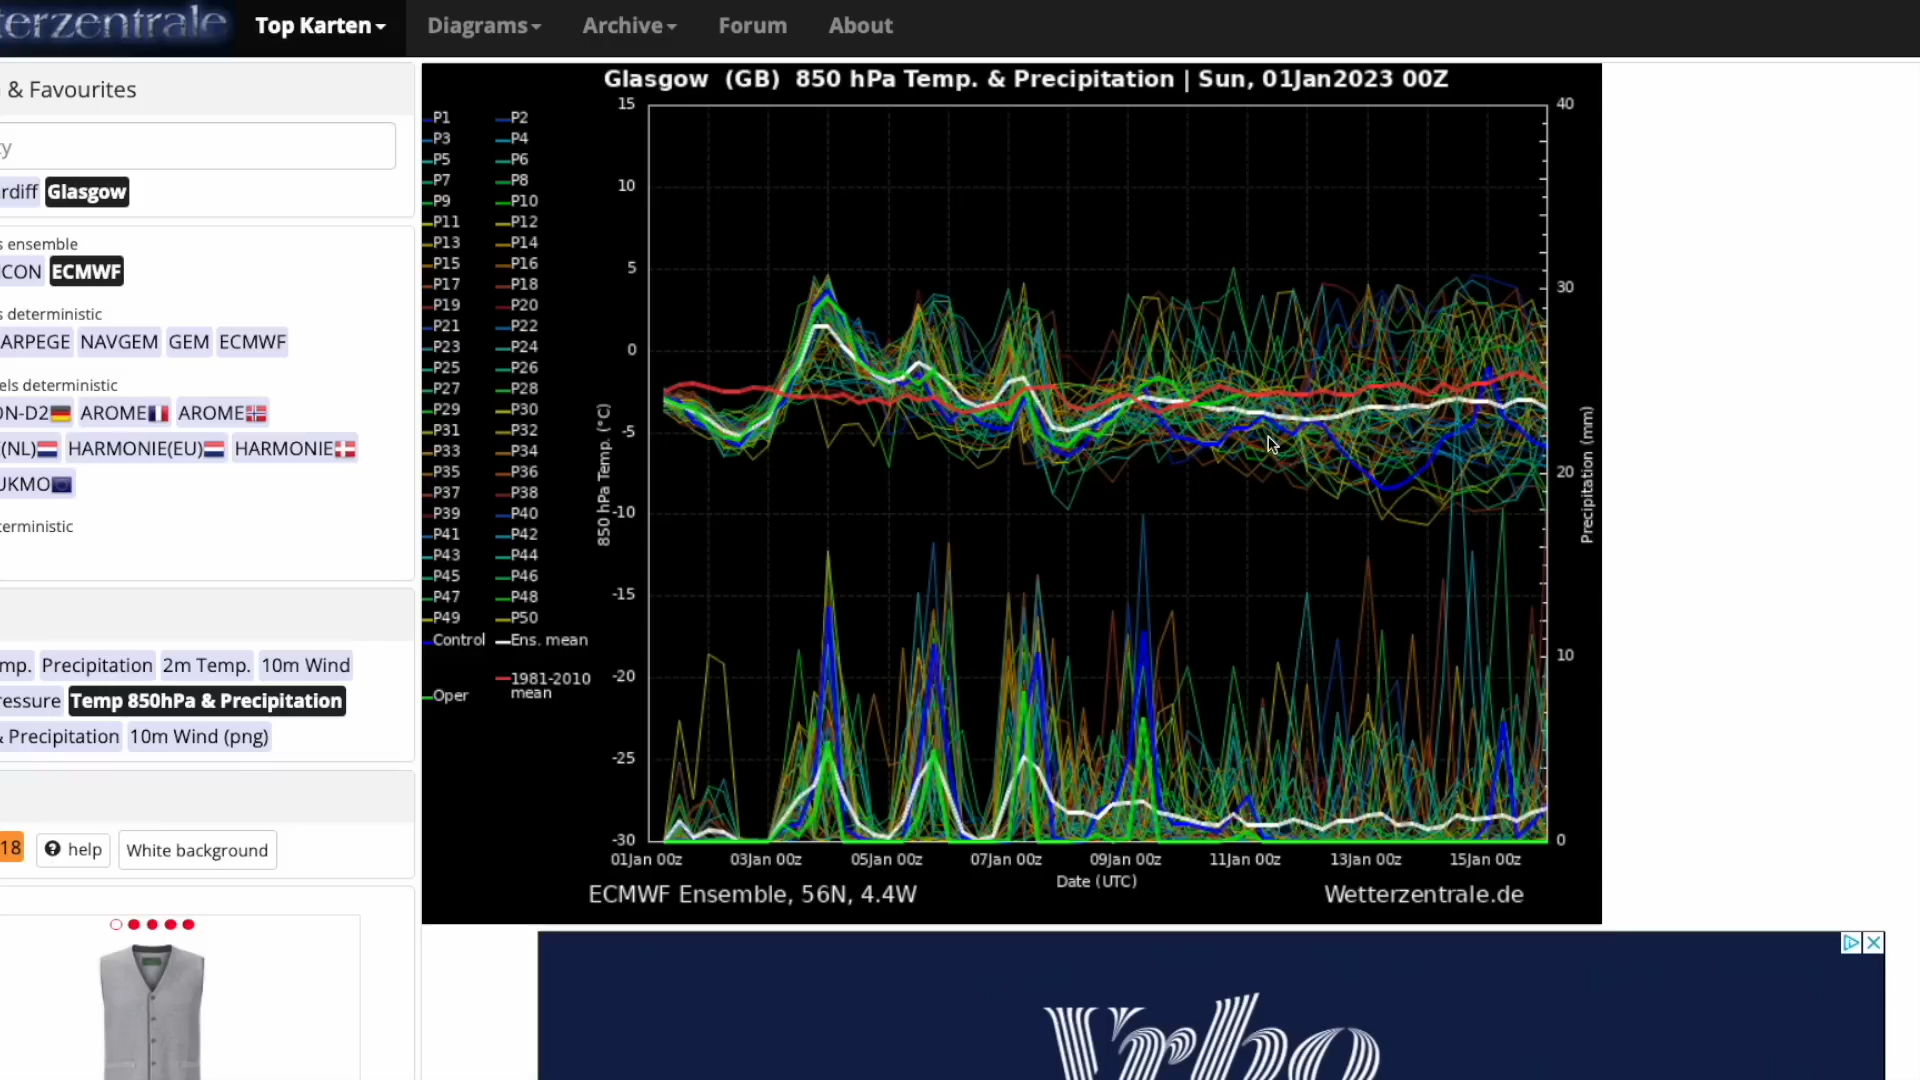 terzentrale Top Karten Diagrams Archive Forum About
& Favourites
y
rdiff Glasgow
s ensemble
CON ECMWF
s deterministic
ARPEGE NAVGEM GEM ECMWF
els deterministic
ON-D2 AROME AROME
(NL) HARMONIE(EU) HARMONIE
UKMO
terministic
mp. Precipitation 2m Temp. 10m Wind
ressure Temp 850hPa & Precipitation
& Precipitation 10m Wind (png)
18 help White background
Glasgow (GB) 850 hPa Temp. & Precipitation | Sun, 01Jan2023 00Z
P1 P2
P3 P4
P5 P6
P7 P8
P9 P10
P11 P12
P13 P14
P15 P16
P17 P18
P19 P20
P21 P22
P23 P24
P25 P26
P27 P28
P29 P30
P31 P32
P33 P34
P35 P36
P37 P38
P39 P40
P41 P42
P43 P44
P45 P46
P47 P48
P49 P50
Control Ens. mean
1981-2010
mean
Oper
850 hPa Temp. (°C)
15
10
5
0
-5
-10
-15
-20
-25
-30
40
30
20
10
0
Precipitation (mm)
01Jan 00z 03Jan 00z 05Jan 00z 07Jan 00z 09Jan 00z 11Jan 00z 13Jan 00z 15Jan 00z
Date (UTC)
ECMWF Ensemble, 56N, 4.4W Wetterzentrale.de
Vrbo